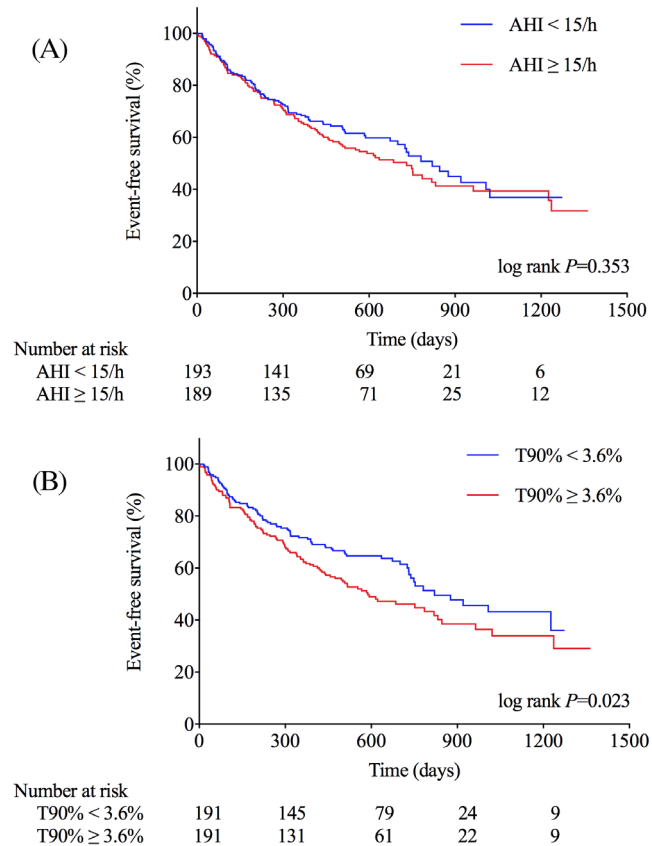 (A)
AHI < 15/h
AHI ≥ 15/h
Event-free survival (%)
100
80
60
40
20
0
0 300 600 900 1200 1500
log rank P=0.353
Time (days)
Number at risk
AHI < 15/h 193 141 69 21 6
AHI ≥ 15/h 189 135 71 25 12
(B)
T90% < 3.6%
T90% ≥ 3.6%
Event-free survival (%)
100
80
60
40
20
0
0 300 600 900 1200 1500
log rank P=0.023
Time (days)
Number at risk
T90% < 3.6% 191 145 79 24 9
T90% ≥ 3.6% 191 131 61 22 9